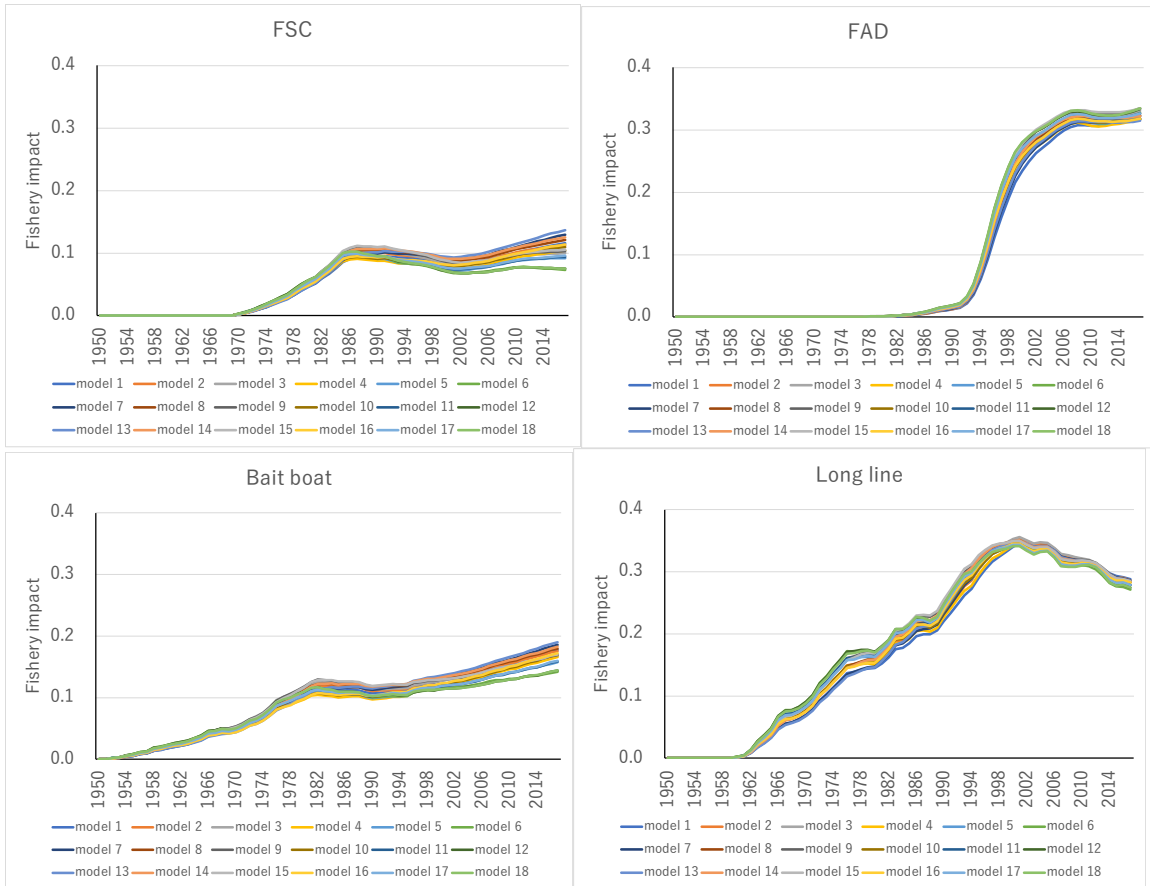 FSC
Fishery impact
0.4
0.3
0.2
0.1
0.0
1950 1954 1958 1962 1966 1970 1974 1978 1982 1986 1990 1994 1998 2002 2006 2010 2014
model 1 model 2 model 3 model 4 model 5 model 6
model 7 model 8 model 9 model 10 model 11 model 12
model 13 model 14 model 15 model 16 model 17 model 18
FAD
Fishery impact
0.4
0.3
0.2
0.1
0.0
1950 1954 1958 1962 1966 1970 1974 1978 1982 1986 1990 1994 1998 2002 2006 2010 2014
model 1 model 2 model 3 model 4 model 5 model 6
model 7 model 8 model 9 model 10 model 11 model 12
model 13 model 14 model 15 model 16 model 17 model 18
Bait boat
Fishery impact
0.4
0.3
0.2
0.1
0.0
1950 1954 1958 1962 1966 1970 1974 1978 1982 1986 1990 1994 1998 2002 2006 2010 2014
model 1 model 2 model 3 model 4 model 5 model 6
model 7 model 8 model 9 model 10 model 11 model 12
model 13 model 14 model 15 model 16 model 17 model 18
Long line
Fishery impact
0.4
0.3
0.2
0.1
0.0
1950 1954 1958 1962 1966 1970 1974 1978 1982 1986 1990 1994 1998 2002 2006 2010 2014
model 1 model 2 model 3 model 4 model 5 model 6
model 7 model 8 model 9 model 10 model 11 model 12
model 13 model 14 model 15 model 16 model 17 model 18